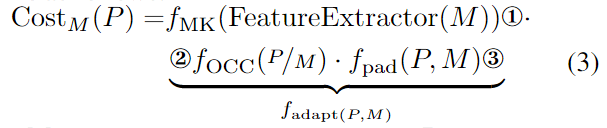 Cost_M(P) = f_MK(FeatureExtractor(M))①·
②f_OCC(P/M) · f_pad(P, M)③ (3)
f_adapt(P,M)